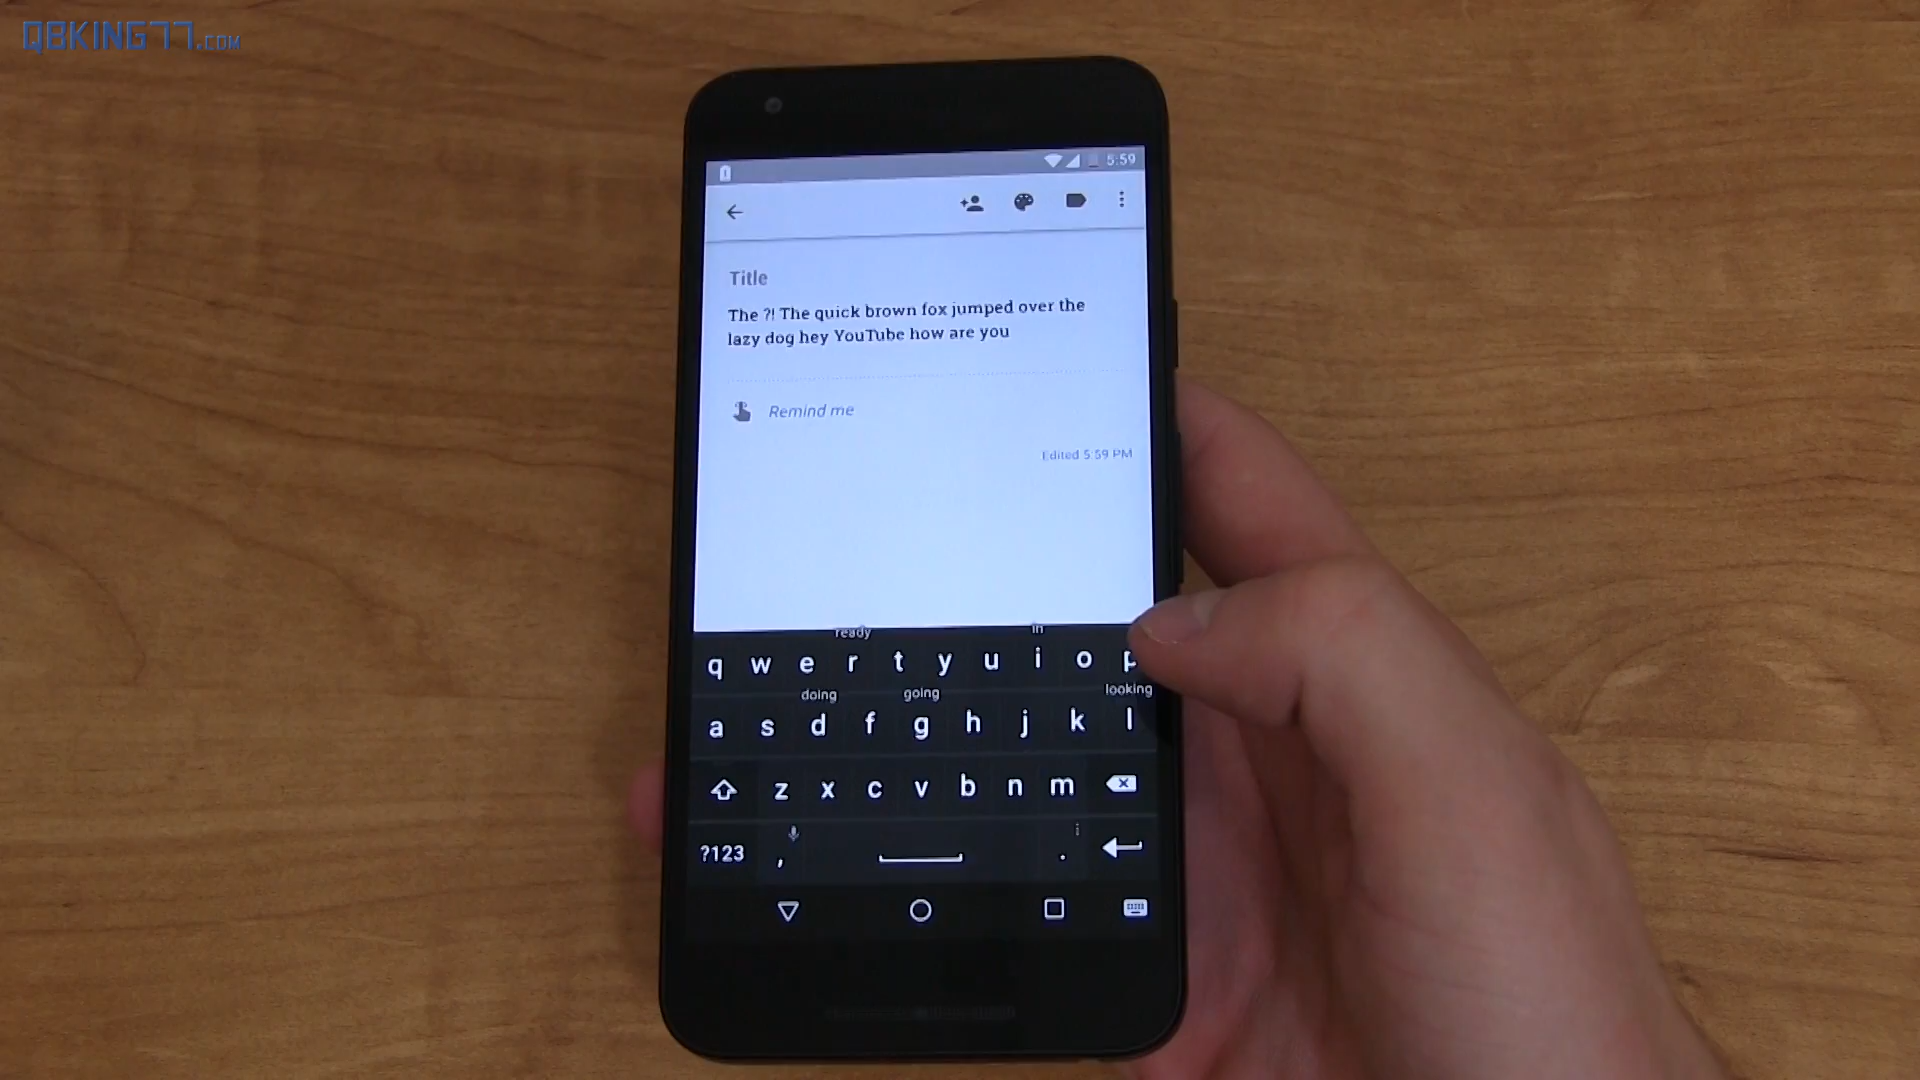 QBKING77.COM
5:59
Title
The ?! The quick brown fox jumped over the
lazy dog hey YouTube how are you
Remind me
Edited 5:59 PM
ready in
q w e r t y u i o p
doing going looking
a s d f g h j k l
z x c v b n m
?123 , .